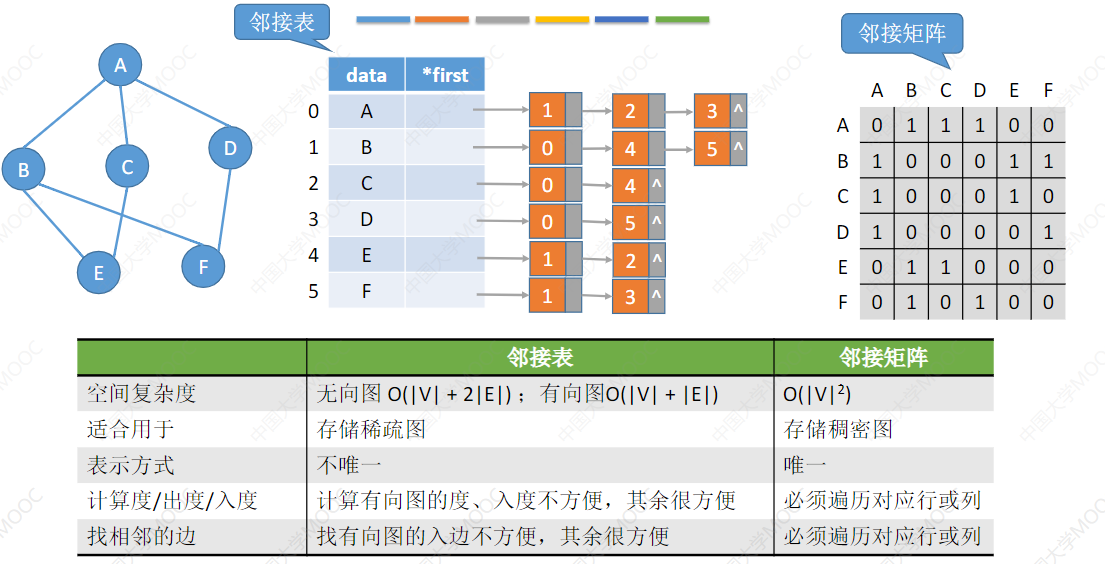 邻接表
邻接矩阵
A
B
C
D
E
F
data *first
0 A 1 2 3 ^
1 B 0 4 5 ^
2 C 0 4 ^
3 D 0 5 ^
4 E 1 2 ^
5 F 1 3 ^
A B C D E F
A 0 1 1 1 0 0
B 1 0 0 0 1 1
C 1 0 0 0 1 0
D 1 0 0 0 0 1
E 0 1 1 0 0 0
F 0 1 0 1 0 0
邻接表 邻接矩阵
空间复杂度 无向图 O(|V| + 2|E|)；有向图O(|V| + |E|) O(|V|²)
适合用于 存储稀疏图 存储稠密图
表示方式 不唯一 唯一
计算度/出度/入度 计算有向图的度、入度不方便，其余很方便 必须遍历对应行或列
找相邻的边 找有向图的入边不方便，其余很方便 必须遍历对应行或列
中国大学MOOC